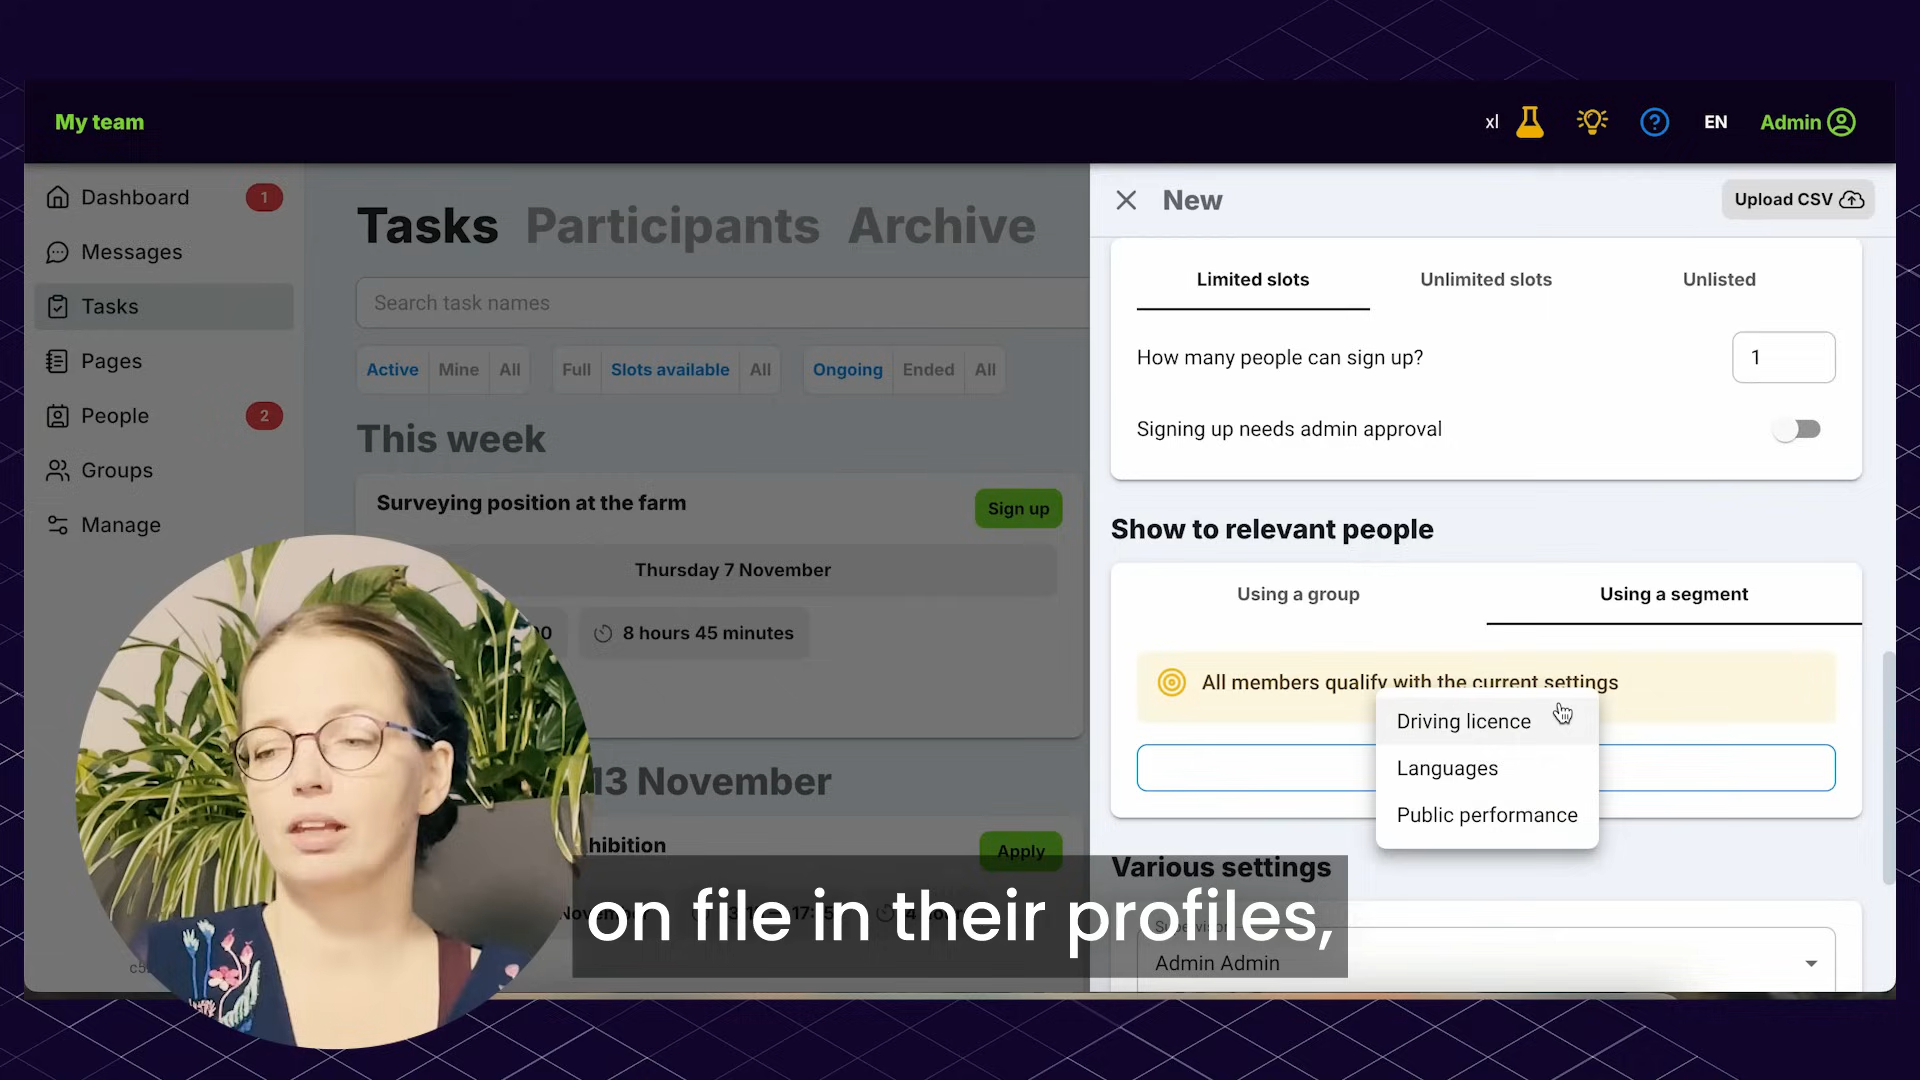 My team
xl
EN
Admin
Dashboard
1
Messages
Tasks
Pages
People
2
Groups
Manage
Tasks Participants Archive
Search task names
Active Mine All
Full Slots available All
Ongoing Ended All
This week
Surveying position at the farm
Sign up
Thursday 7 November
8 hours 45 minutes
13 November
hibition
Apply
New
Upload CSV
Limited slots Unlimited slots Unlisted
How many people can sign up?
1
Signing up needs admin approval
Show to relevant people
Using a group Using a segment
All members qualify with the current settings
Driving licence
Languages
Public performance
Various settings
Supervisor
Admin Admin
on file in their profiles,